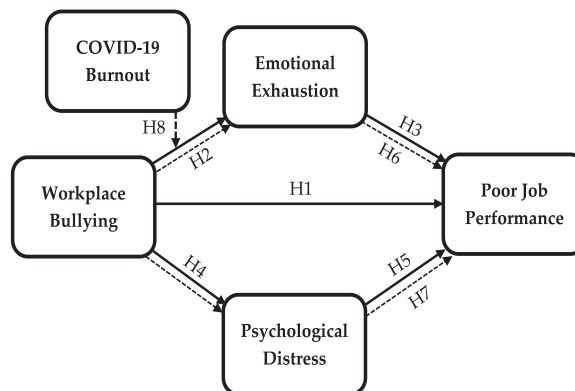 COVID-19
Burnout
Emotional
Exhaustion
H8
H2
H3
H6
Workplace
Bullying
H1
Poor Job
Performance
H4
H5
H7
Psychological
Distress